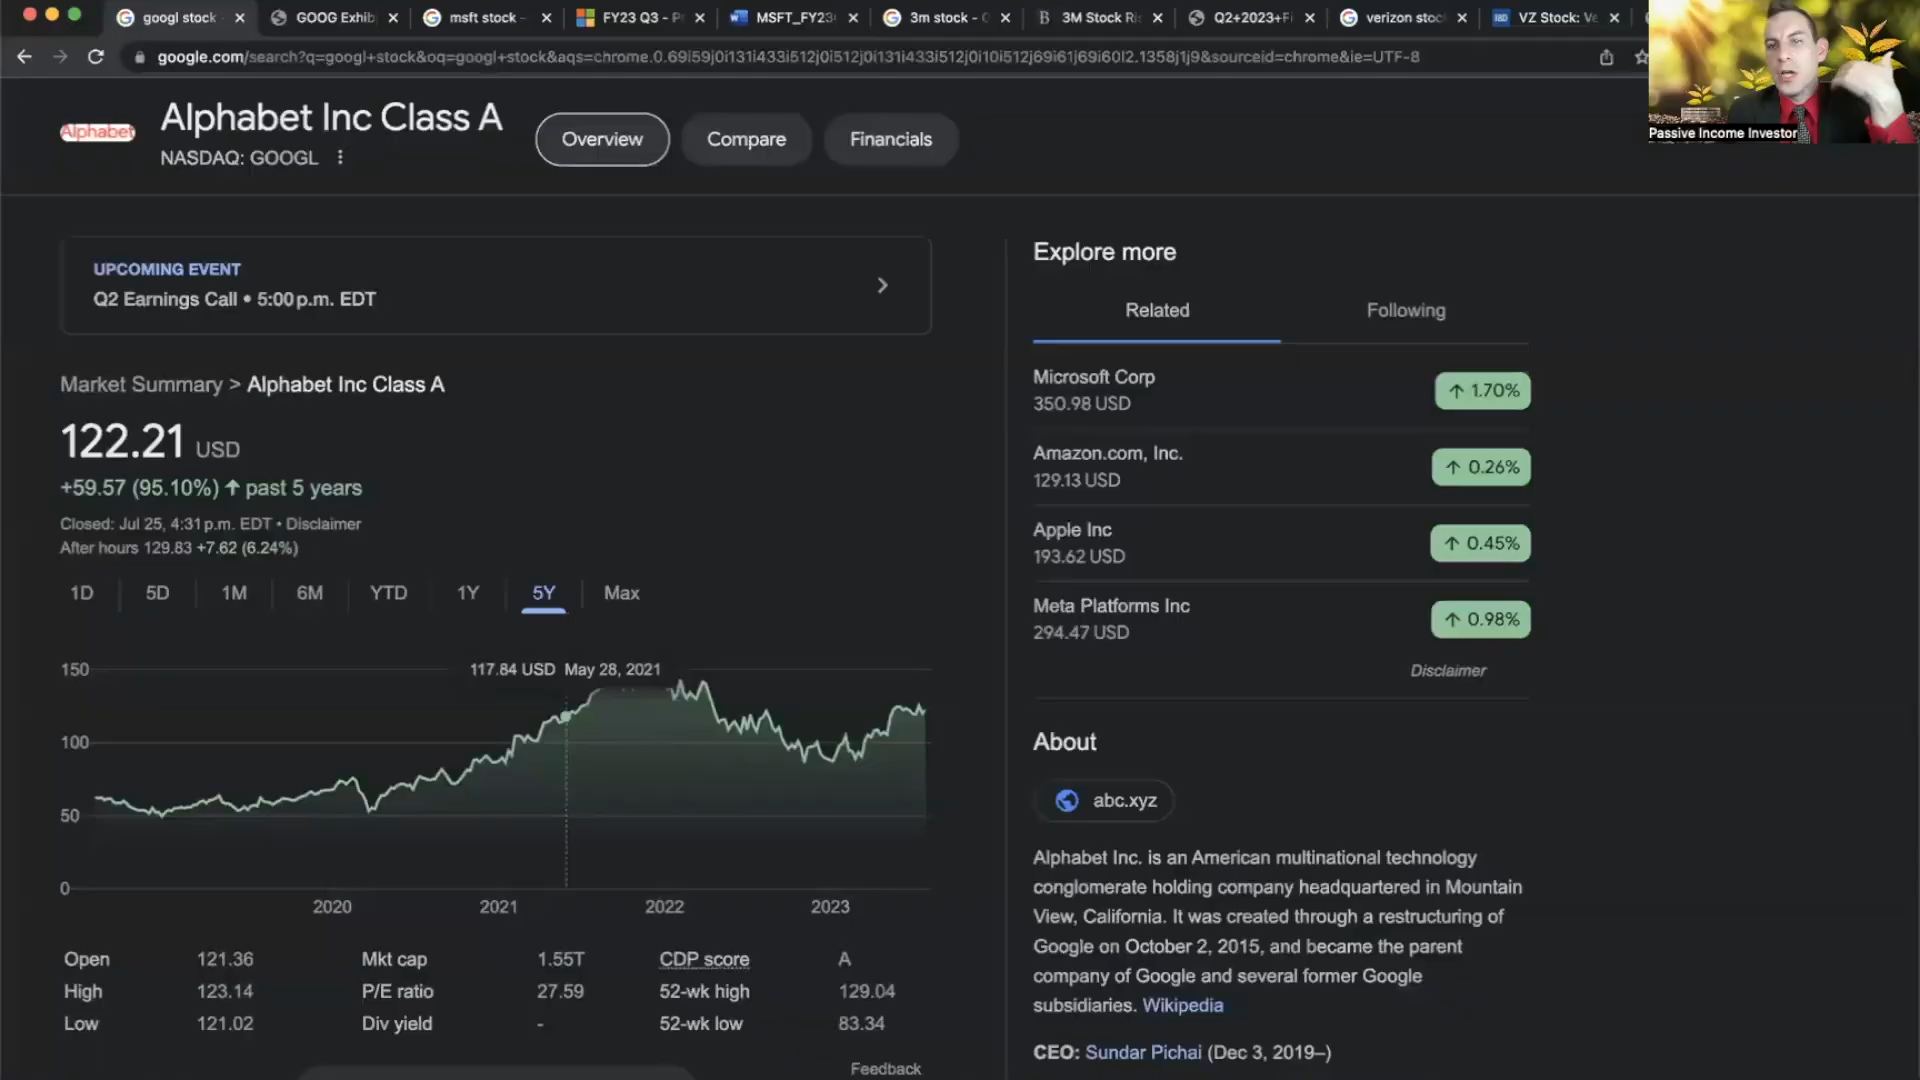 googl stock
GOOG Exhib
msft stock -
FY23 Q3 - P
MSFT_FY23
3m stock - G
3M Stock Ri
Q2+2023+Fi
verizon stoc
VZ Stock: Ve
google.com/search?q=googl+stock&oq=googl+stock&aqs=chrome.0.69i59j0i131i433i512j0i512j0i131i433i512j0i10i512j69i61j69i60l2.1358j1j9&sourceid=chrome&ie=UTF-8
Passive Income Investor
Alphabet
Alphabet Inc Class A
NASDAQ: GOOGL
Overview
Compare
Financials
UPCOMING EVENT
Q2 Earnings Call • 5:00 p.m. EDT
Market Summary > Alphabet Inc Class A
122.21 USD
+59.57 (95.10%) ↑ past 5 years
Closed: Jul 25, 4:31 p.m. EDT • Disclaimer
After hours 129.83 +7.62 (6.24%)
1D 5D 1M 6M YTD 1Y 5Y Max
117.84 USD May 28, 2021
150
100
50
0
2020 2021 2022 2023
Open 121.36 Mkt cap 1.55T CDP score A
High 123.14 P/E ratio 27.59 52-wk high 129.04
Low 121.02 Div yield - 52-wk low 83.34
Feedback
Explore more
Related Following
Microsoft Corp
350.98 USD
↑ 1.70%
Amazon.com, Inc.
129.13 USD
↑ 0.26%
Apple Inc
193.62 USD
↑ 0.45%
Meta Platforms Inc
294.47 USD
↑ 0.98%
Disclaimer
About
abc.xyz
Alphabet Inc. is an American multinational technology
conglomerate holding company headquartered in Mountain
View, California. It was created through a restructuring of
Google on October 2, 2015, and became the parent
company of Google and several former Google
subsidiaries. Wikipedia
CEO: Sundar Pichai (Dec 3, 2019–)